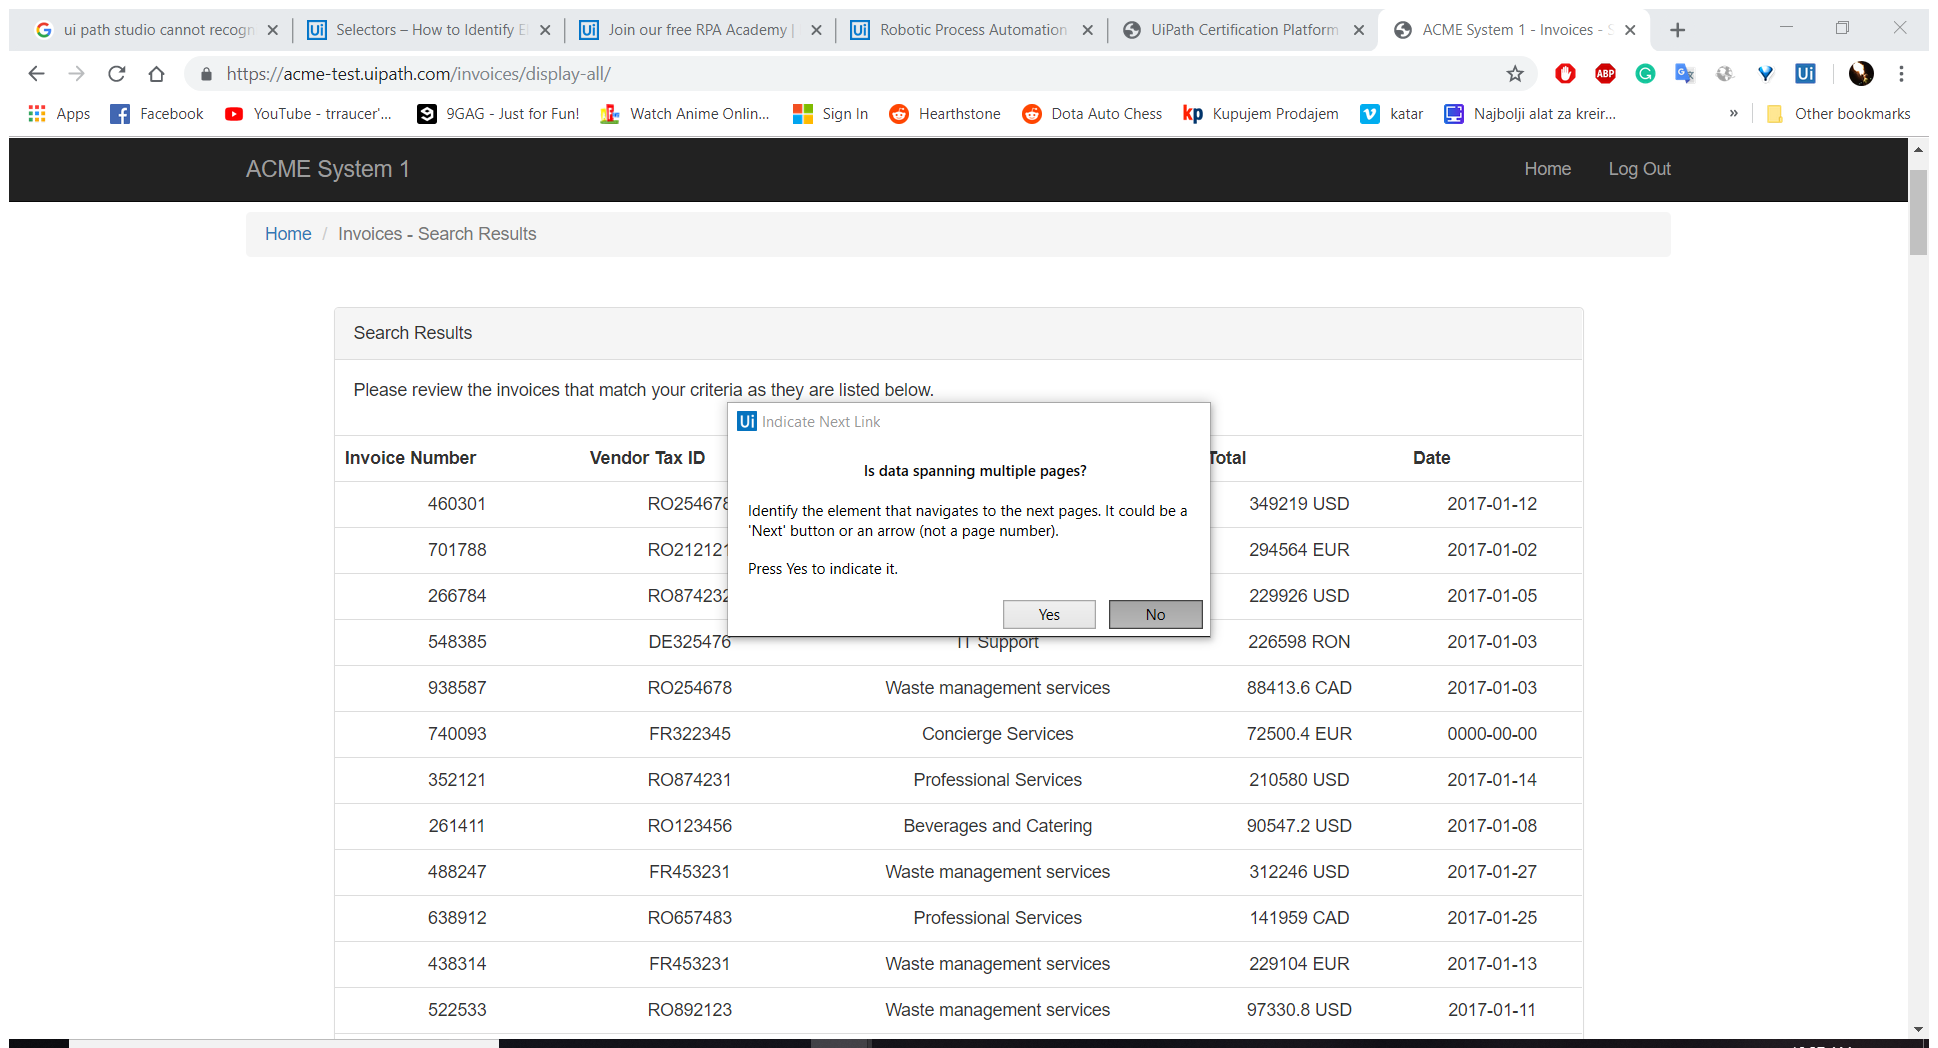 ui path studio cannot recogn
Selectors – How to Identify E
Join our free RPA Academy |
Robotic Process Automation
UiPath Certification Platform
ACME System 1 - Invoices - S
https://acme-test.uipath.com/invoices/display-all/
ABP
Ui
Apps
Facebook
YouTube - trraucer'...
9GAG - Just for Fun!
Watch Anime Onlin...
Sign In
Hearthstone
Dota Auto Chess
kp Kupujem Prodajem
katar
Najbolji alat za kreir...
»
Other bookmarks
ACME System 1
Home
Log Out
Home / Invoices - Search Results
Search Results
Please review the invoices that match your criteria as they are listed below.
Ui Indicate Next Link
Is data spanning multiple pages?
Identify the element that navigates to the next pages. It could be a
'Next' button or an arrow (not a page number).
Press Yes to indicate it.
Yes
No
Invoice Number Vendor Tax ID Total Date
460301 RO254678 349219 USD 2017-01-12
701788 RO212121 294564 EUR 2017-01-02
266784 RO874232 229926 USD 2017-01-05
548385 DE325476 IT Support 226598 RON 2017-01-03
938587 RO254678 Waste management services 88413.6 CAD 2017-01-03
740093 FR322345 Concierge Services 72500.4 EUR 0000-00-00
352121 RO874231 Professional Services 210580 USD 2017-01-14
261411 RO123456 Beverages and Catering 90547.2 USD 2017-01-08
488247 FR453231 Waste management services 312246 USD 2017-01-27
638912 RO657483 Professional Services 141959 CAD 2017-01-25
438314 FR453231 Waste management services 229104 EUR 2017-01-13
522533 RO892123 Waste management services 97330.8 USD 2017-01-11